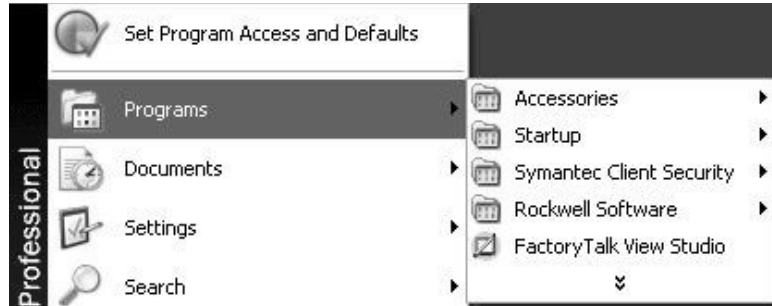 Set Program Access and Defaults
Programs
Documents
Settings
Search
Professional
Accessories
Startup
Symantec Client Security
Rockwell Software
FactoryTalk View Studio